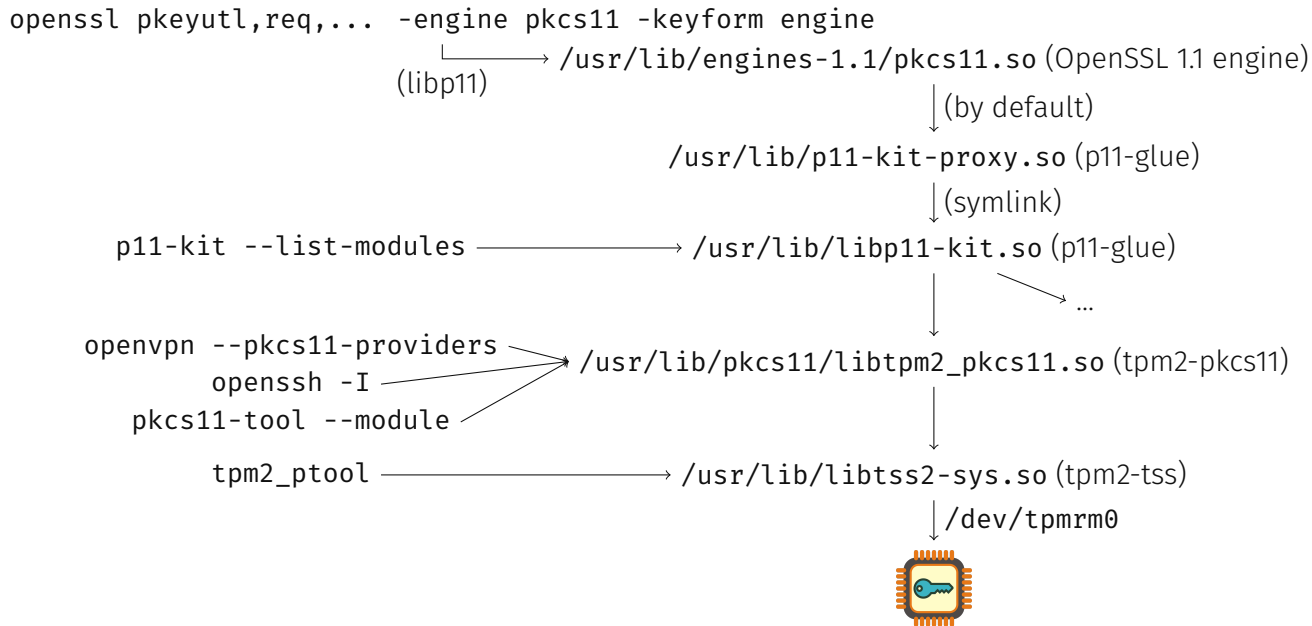 openssl pkeyutl,req,... -engine pkcs11 -keyform engine
(libp11)
/usr/lib/engines-1.1/pkcs11.so (OpenSSL 1.1 engine)
(by default)
/usr/lib/p11-kit-proxy.so (p11-glue)
(symlink)
p11-kit --list-modules
/usr/lib/libp11-kit.so (p11-glue)
...
openvpn --pkcs11-providers
openssh -I
pkcs11-tool --module
/usr/lib/pkcs11/libtpm2_pkcs11.so (tpm2-pkcs11)
tpm2_ptool
/usr/lib/libtss2-sys.so (tpm2-tss)
/dev/tpmrm0